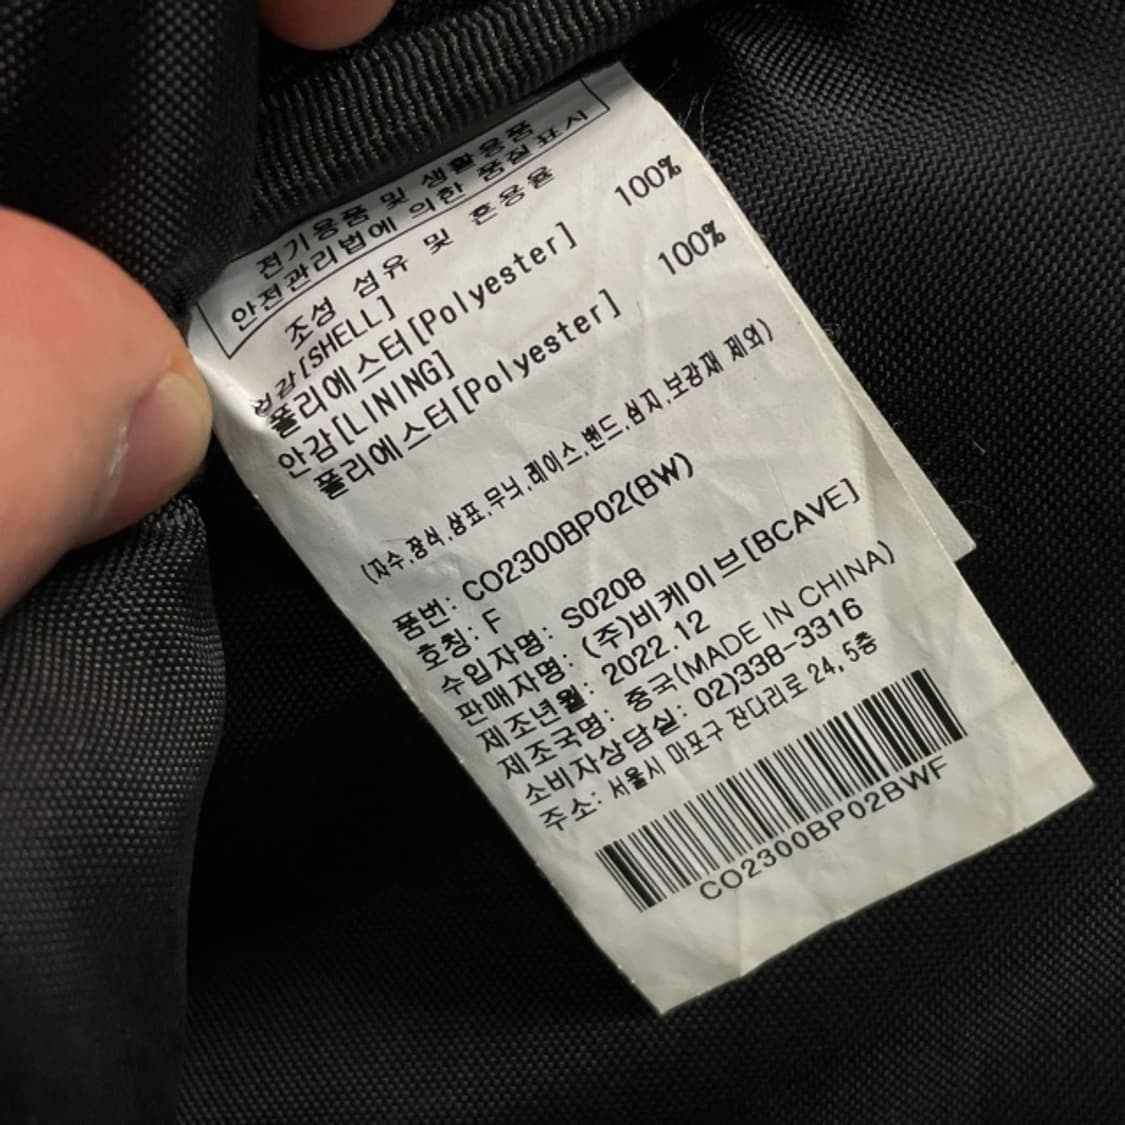 전기용품 및 생활용품
안전관리법에 의한 품질표시
조성 섬유 및 혼용율
겉감[SHELL]
폴리에스터[Polyester] 100%
안감[LINING]
폴리에스터[Polyester] 100%
(자수,장식,상표,무늬,레이스,밴드,심지,보강재 제외)
품번: CO2300BP02(BW)
호칭: F
수입자명: S020B
판매자명: (주)비케이브[BCAVE]
제조년월: 2022.12
제조국명: 중국(MADE IN CHINA)
소비자상담실: 02)338-3316
주소: 서울시 마포구 잔다리로 24, 5층
CO2300BP02BWF